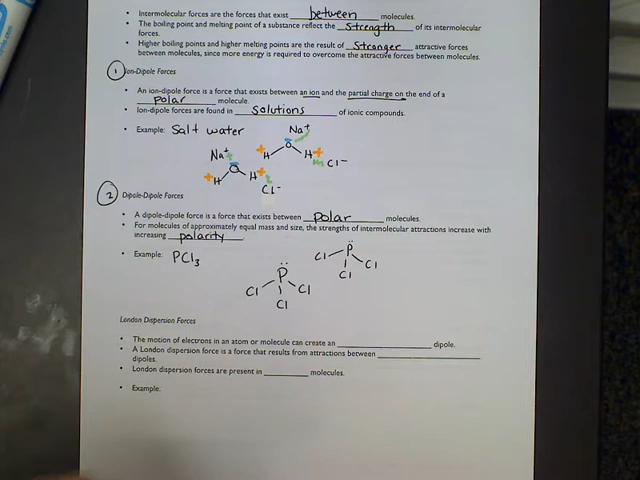 Intermolecular forces are the forces that exist between molecules.
The boiling point and melting point of a substance reflect the strength of its intermolecular
forces.
Higher boiling points and higher melting points are the result of stronger attractive forces
between molecules, since more energy is required to overcome the attractive forces between molecules.
1 Ion-Dipole Forces
An ion-dipole force is a force that exists between an ion and the partial charge on the end of a
polar molecule.
Ion-dipole forces are found in solutions of ionic compounds.
Example: Salt water
Na+
O
Na+ + H H +
O Cl-
+ H H +
Cl-
2 Dipole-Dipole Forces
A dipole-dipole force is a force that exists between polar molecules.
For molecules of approximately equal mass and size, the strengths of intermolecular attractions increase with
increasing polarity.
Example: PCl3
P
Cl Cl
Cl
P
Cl Cl
Cl
London Dispersion Forces
The motion of electrons in an atom or molecule can create an ____ dipole.
A London dispersion force is a force that results from attractions between ____
dipoles.
London dispersion forces are present in ____ molecules.
Example: